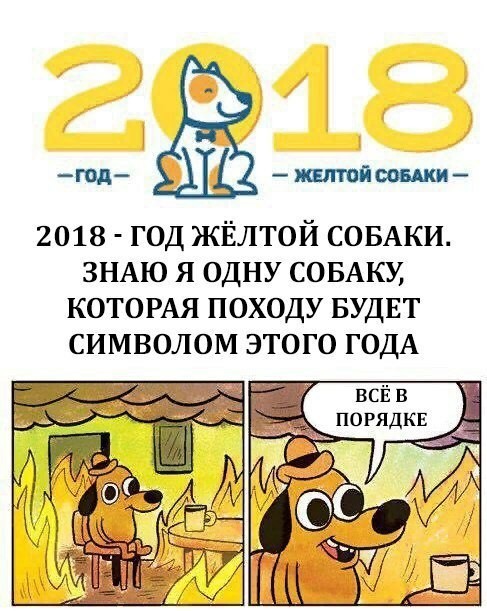 2018
–ГОД– – ЖЕЛТОЙ СОБАКИ –
2018 - ГОД ЖЁЛТОЙ СОБАКИ.
ЗНАЮ Я ОДНУ СОБАКУ,
КОТОРАЯ ПОХОДУ БУДЕТ
СИМВОЛОМ ЭТОГО ГОДА
ВСЁ В
ПОРЯДКЕ